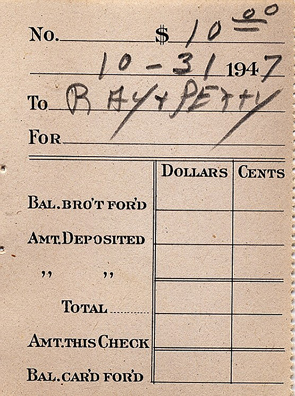 No. $ 10 00
10 - 31 1947
To RAY + PETTY
FOR
DOLLARS CENTS
BAL. BRO'T FOR'D
AMT. DEPOSITED
,, ,,
TOTAL
AMT. THIS CHECK
BAL. CAR'D FOR'D